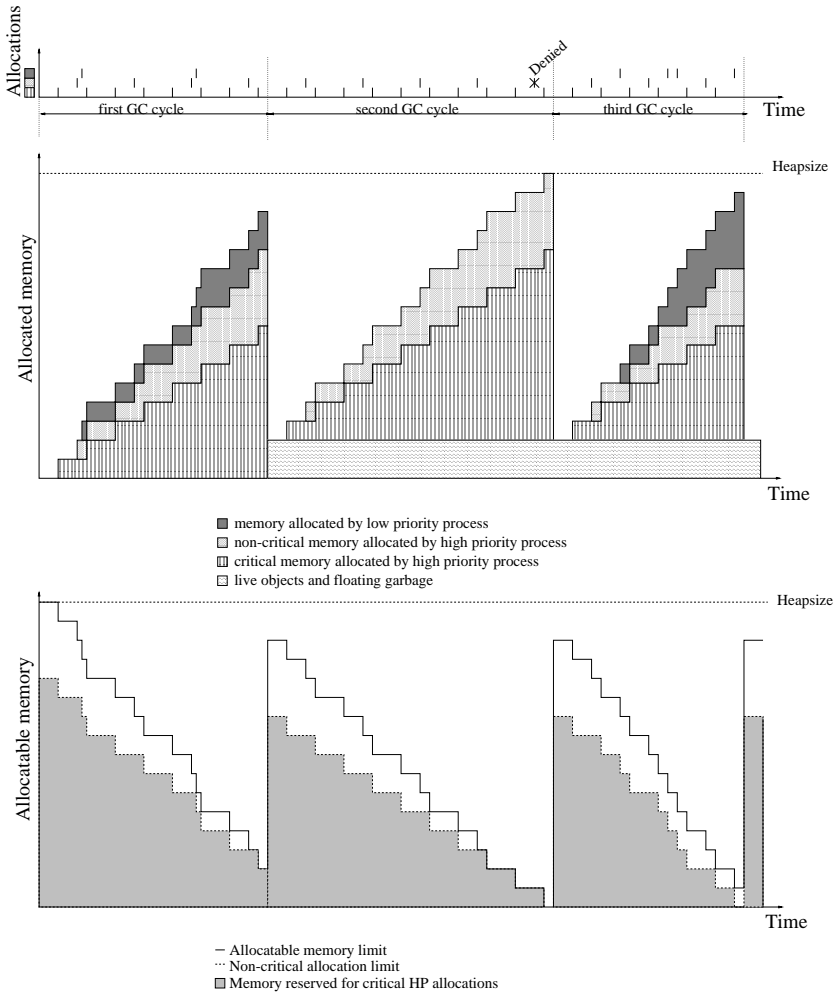 Allocations
Denied
Time
first GC cycle
second GC cycle
third GC cycle
Heapsize
Allocated memory
Time
memory allocated by low priority process
non-critical memory allocated by high priority process
critical memory allocated by high priority process
live objects and floating garbage
Heapsize
Allocatable memory
Time
Allocatable memory limit
Non-critical allocation limit
Memory reserved for critical HP allocations